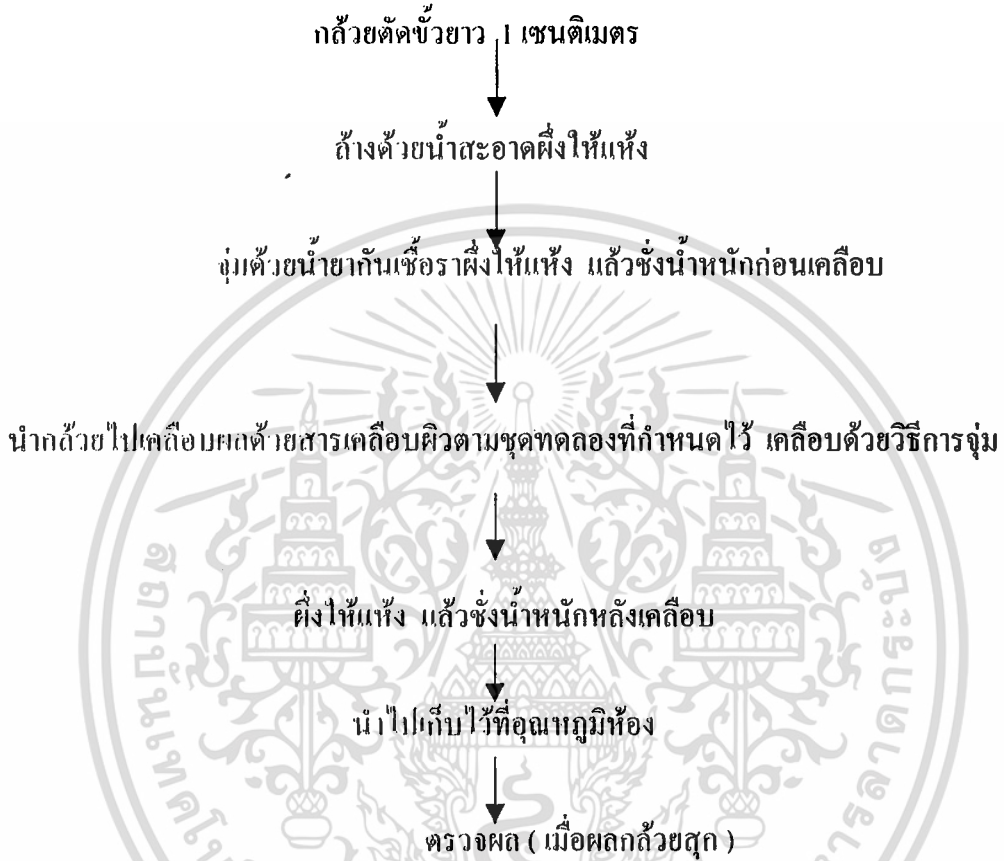 กล้วยตัดขั้วยาว 1 เซนติเมตร
ล้างด้วยน้ำสะอาดผึ่งให้แห้ง
จุ่มด้วยน้ำยากันเชื้อราผึ่งให้แห้ง แล้วชั่งน้ำหนักก่อนเคลือบ
นำกล้วยไปเคลือบผลด้วยสารเคลือบผิวตามชุดทดลองที่กำหนดไว้ เคลือบด้วยวิธีการจุ่ม
ผึ่งให้แห้ง แล้วชั่งน้ำหนักหลังเคลือบ
นำไปเก็บไว้ที่อุณหภูมิห้อง
ตรวจผล ( เมื่อผลกล้วยสุก )